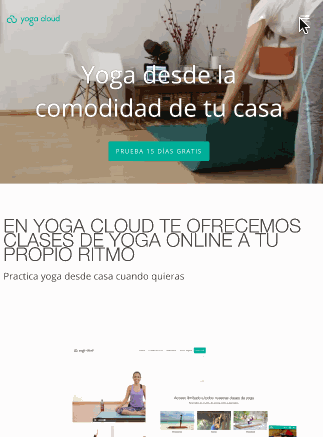 yoga cloud
Yoga desde la
comodidad de tu casa
PRUEBA 15 DÍAS GRATIS
EN YOGA CLOUD TE OFRECEMOS
CLASES DE YOGA ONLINE A TU
PROPIO RITMO
Practica yoga desde casa cuando quieras